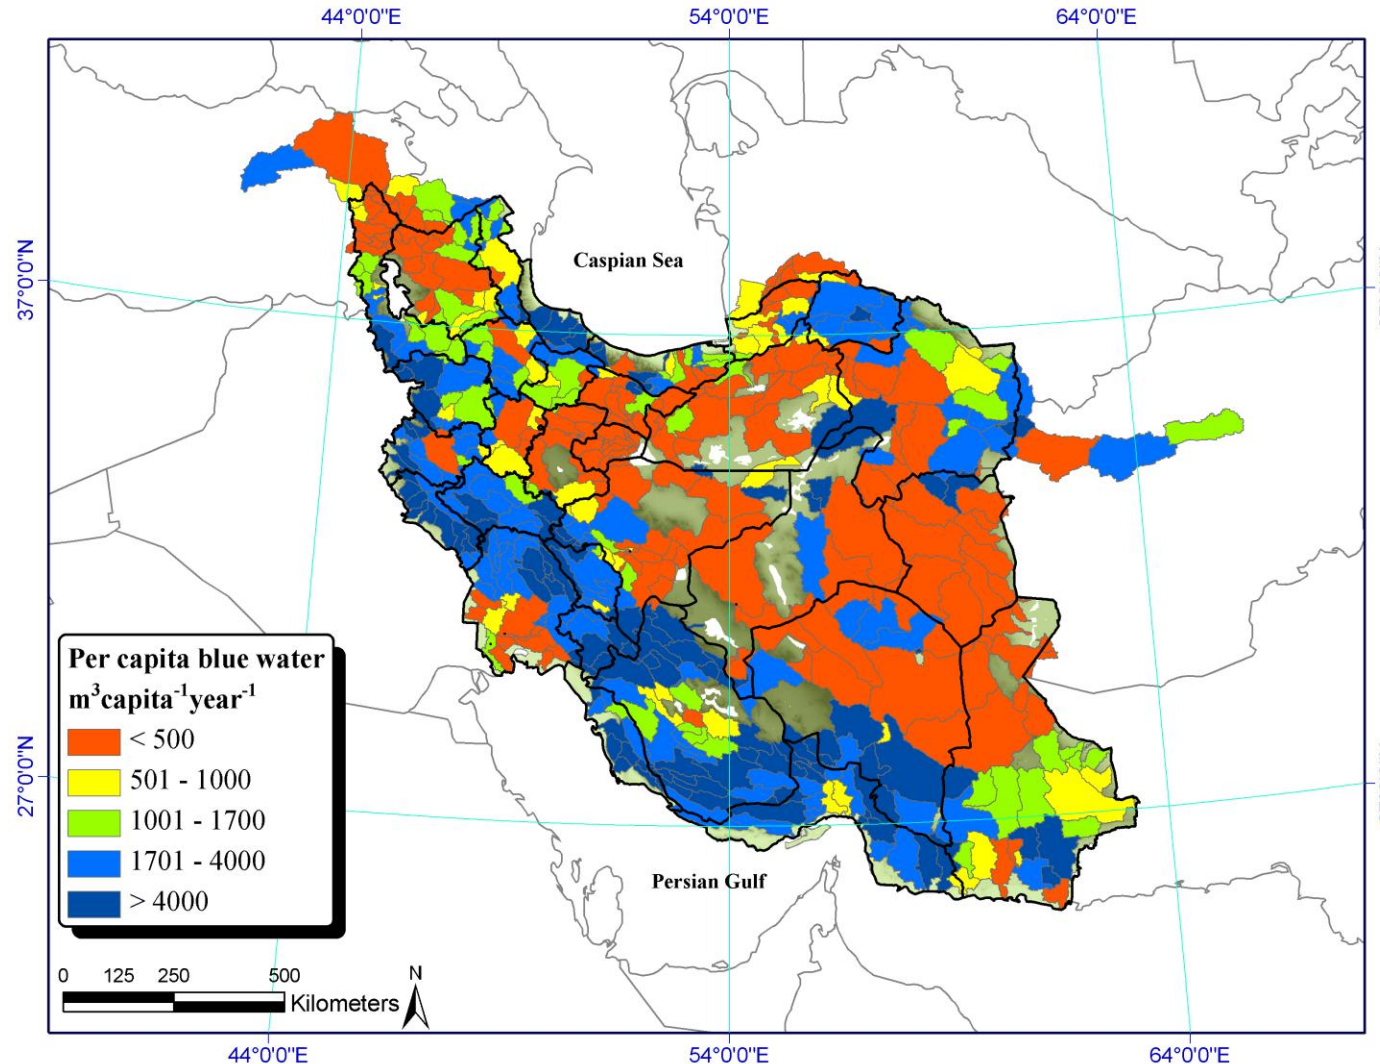 44°0'0"E 54°0'0"E 64°0'0"E
37°0'0"N
Caspian Sea
Per capita blue water
m³capita⁻¹year⁻¹
< 500
501 - 1000
1001 - 1700
1701 - 4000
> 4000
27°0'0"N
Persian Gulf
0 125 250 500
Kilometers
N
44°0'0"E 54°0'0"E 64°0'0"E